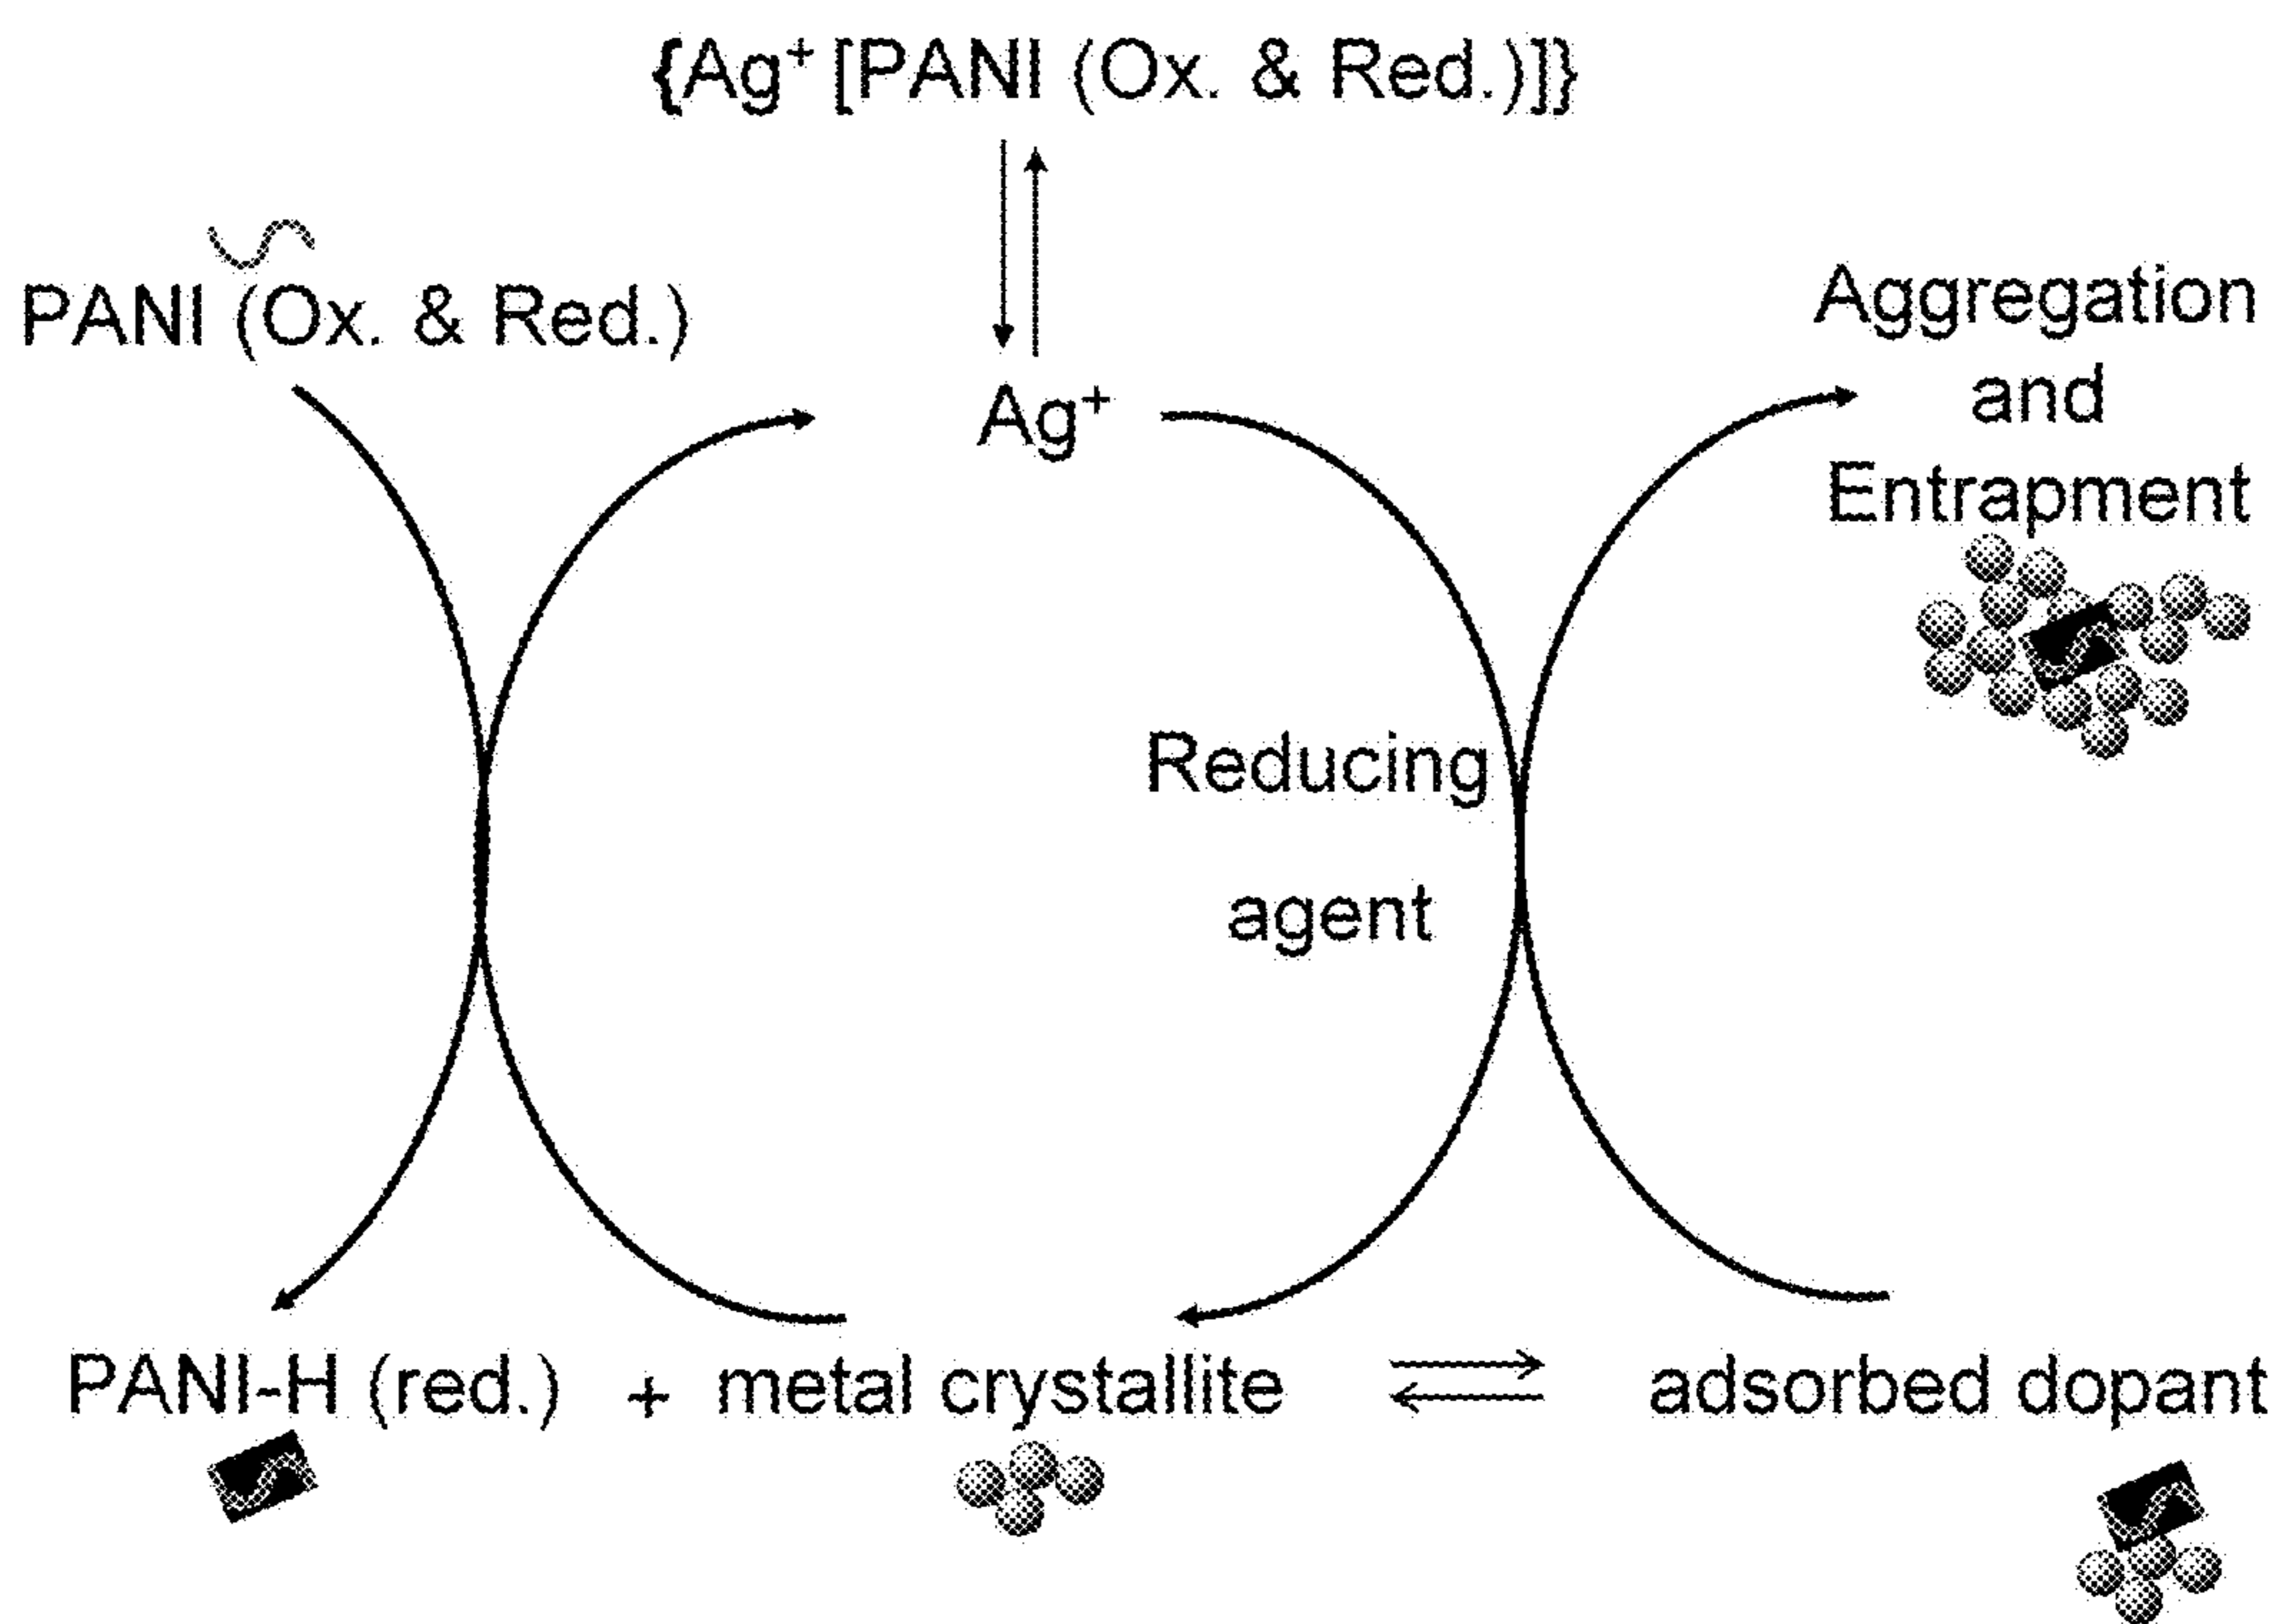 {Ag⁺ [PANI (Ox. & Red.)]}
PANI (Ox. & Red.)
Ag⁺
Aggregation
and
Entrapment
Reducing
agent
PANI-H (red.) + metal crystallite ⇌ adsorbed dopant